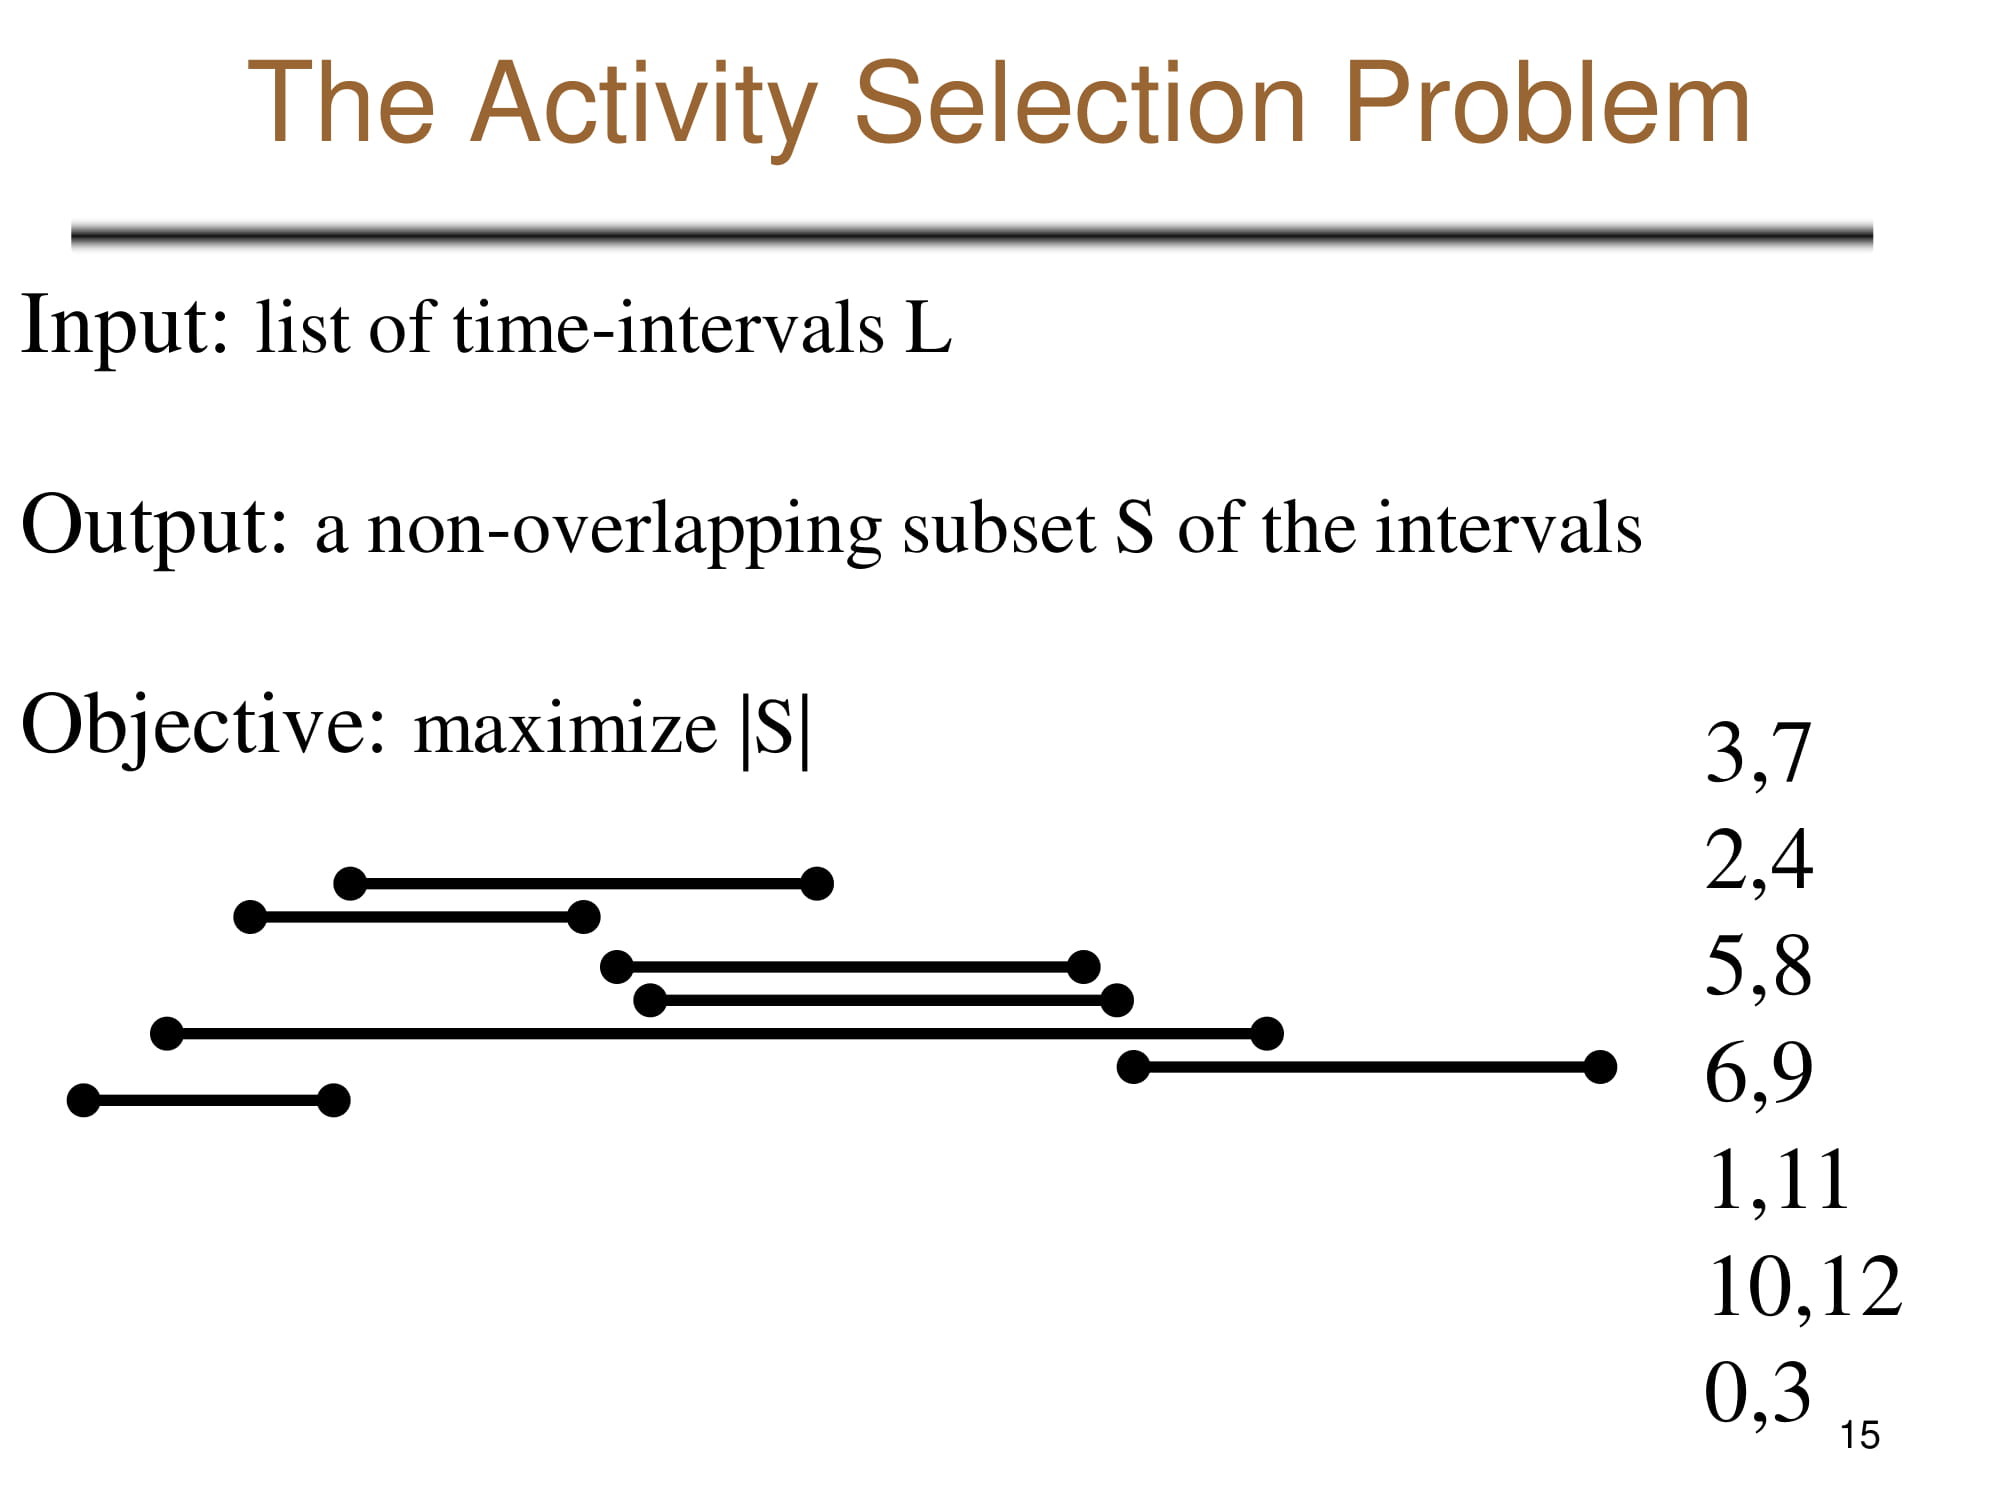 The Activity Selection Problem
Input: list of time-intervals L
Output: a non-overlapping subset S of the intervals
Objective: maximize |S|
3,7
2,4
5,8
6,9
1,11
10,12
0,3
15